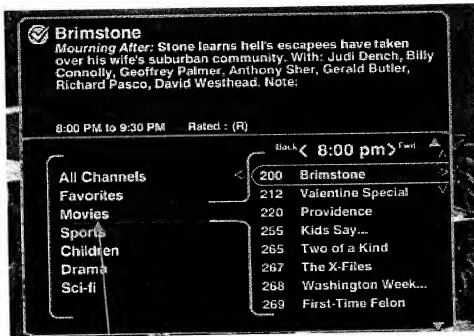 Brimstone
Mourning After: Stone learns hell's escapees have taken
over his wife's suburban community. With: Judi Dench, Billy
Connolly, Geoffrey Palmer, Anthony Sher, Gerald Butler,
Richard Pasco, David Westhead. Note:
8:00 PM to 9:30 PM Rated : (R)
Back < 8:00 pm > Fwd
All Channels
Favorites
Movies
Sports
Children
Drama
Sci-fi
200 Brimstone
212 Valentine Special
220 Providence
255 Kids Say...
265 Two of a Kind
267 The X-Files
268 Washington Week...
269 First-Time Felon